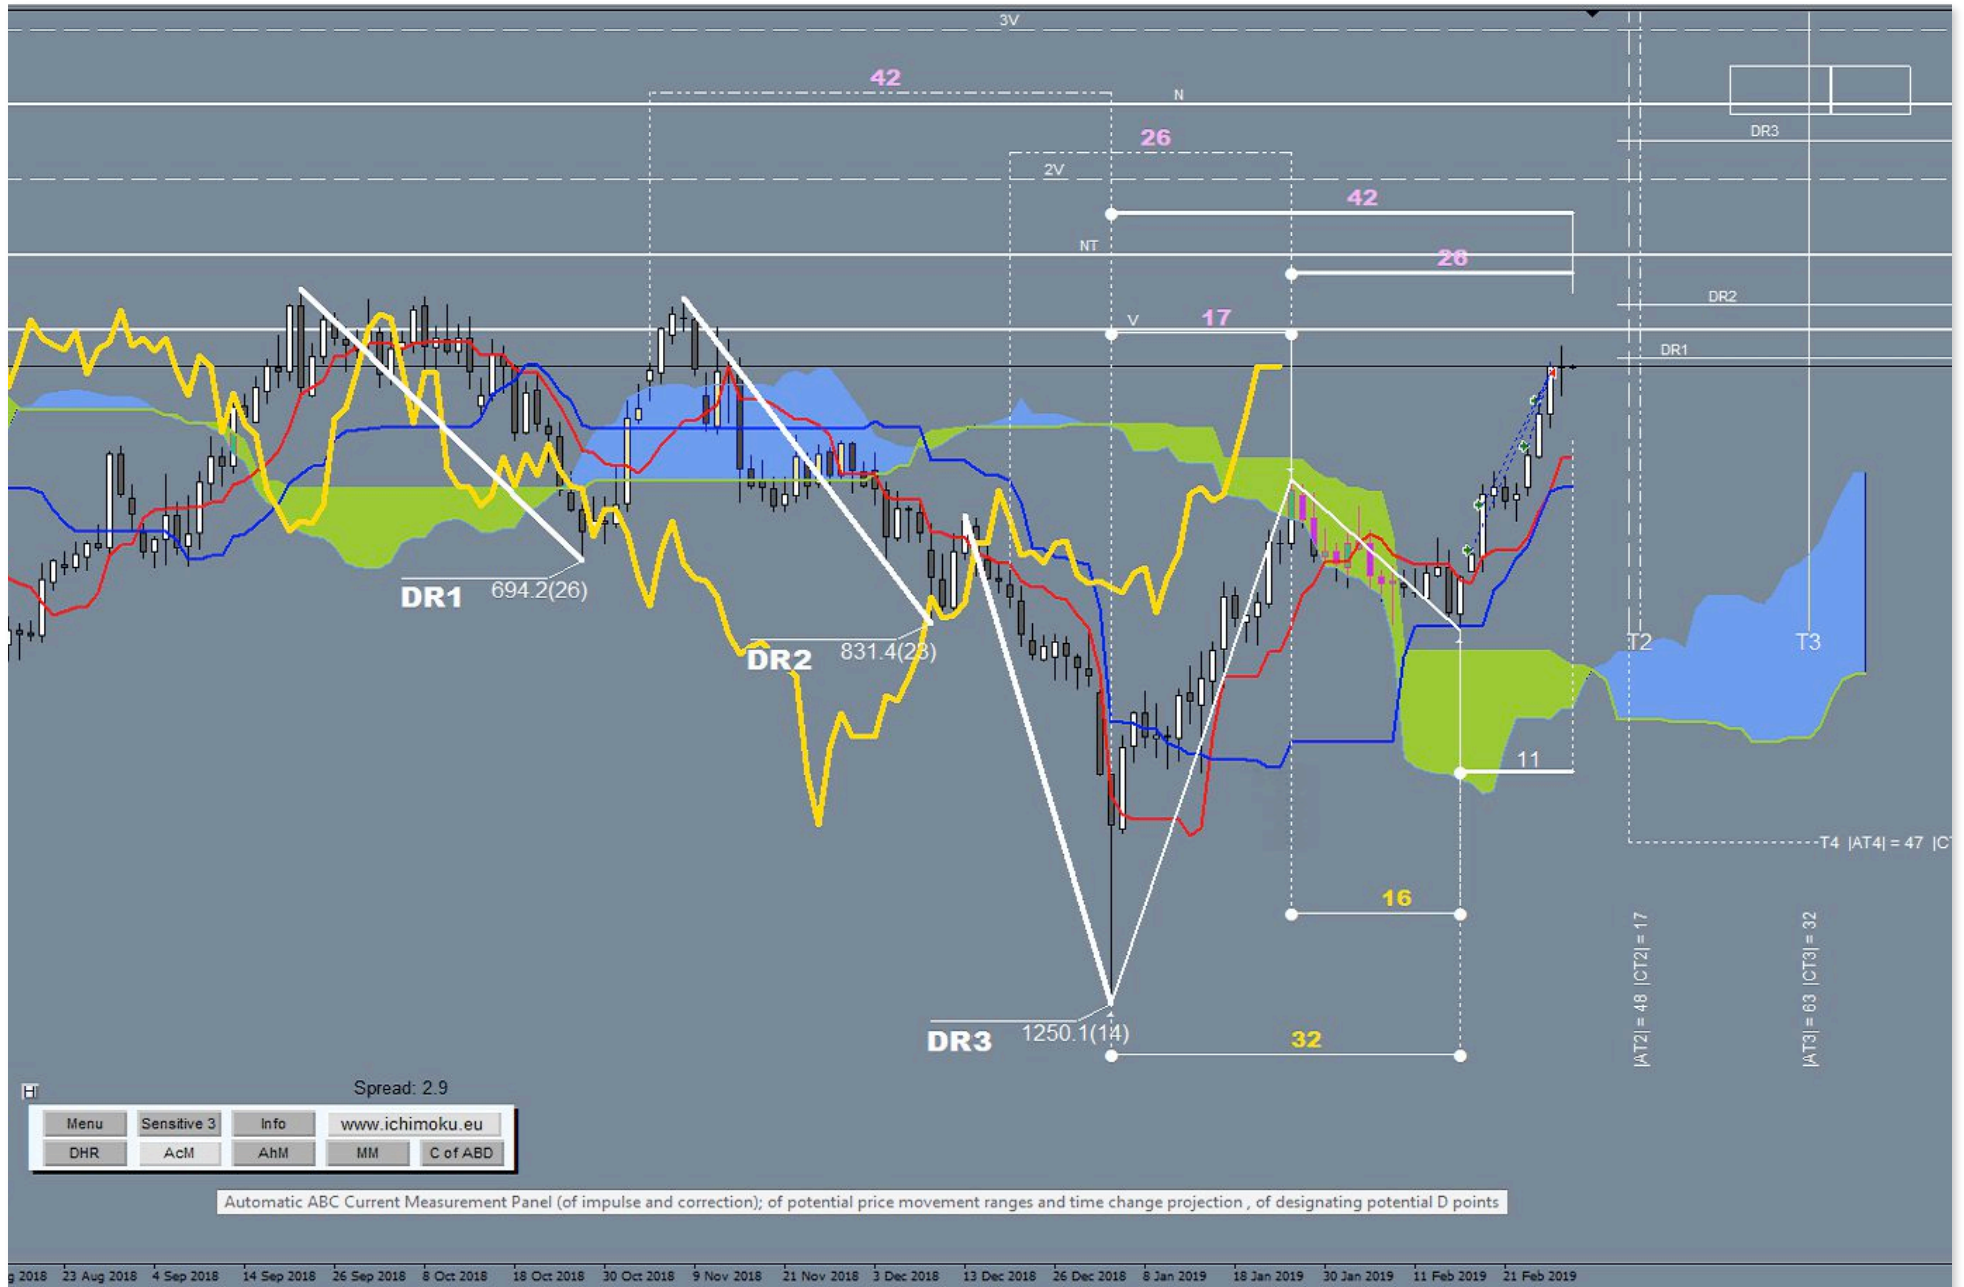 3V
42
N
26
DR3
2V
42
NT
26
DR2
V
17
DR1
DR1 694.2(26)
DR2 831.4(23)
T2
T3
11
T4 |AT4| = 47 |C
16
|AT2| = 48 |CT2| = 17
|AT3| = 63 |CT3| = 32
DR3 1250.1(14)
32
H
Spread: 2.9
Menu Sensitive 3 Info www.ichimoku.eu
DHR AcM AhM MM C of ABD
Automatic ABC Current Measurement Panel (of impulse and correction); of potential price movement ranges and time change projection , of designating potential D points
g 2018 23 Aug 2018 4 Sep 2018 14 Sep 2018 26 Sep 2018 8 Oct 2018 18 Oct 2018 30 Oct 2018 9 Nov 2018 21 Nov 2018 3 Dec 2018 13 Dec 2018 26 Dec 2018 8 Jan 2019 18 Jan 2019 30 Jan 2019 11 Feb 2019 21 Feb 2019